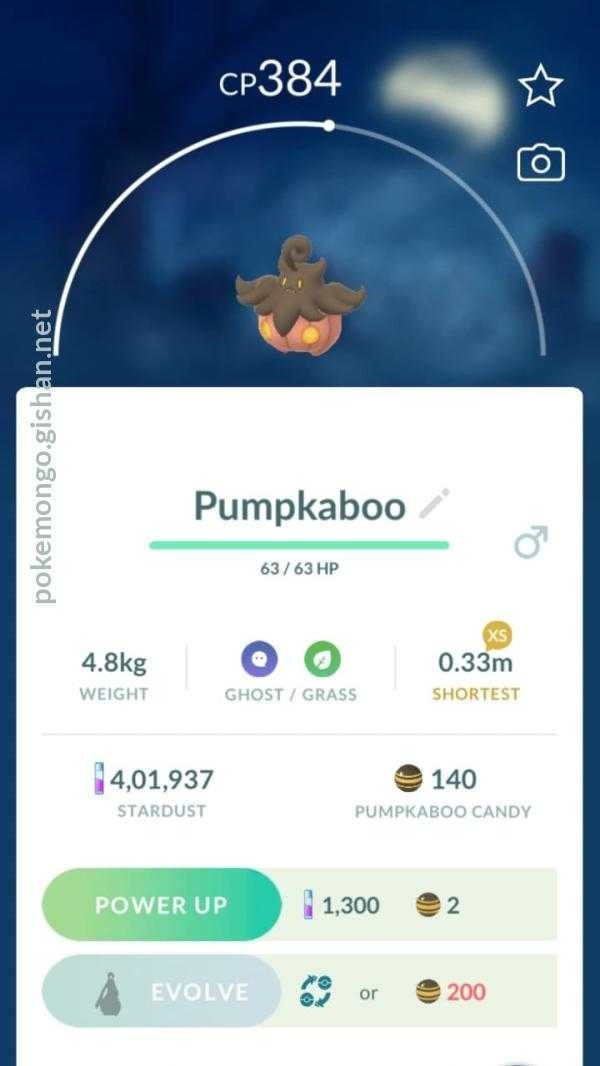 CP384
pokemongo.gishan.net
Pumpkaboo
63 / 63 HP
XS
4.8kg
0.33m
WEIGHT
GHOST / GRASS
SHORTEST
4,01,937
140
STARDUST
PUMPKABOO CANDY
POWER UP
1,300
2
EVOLVE
or
200